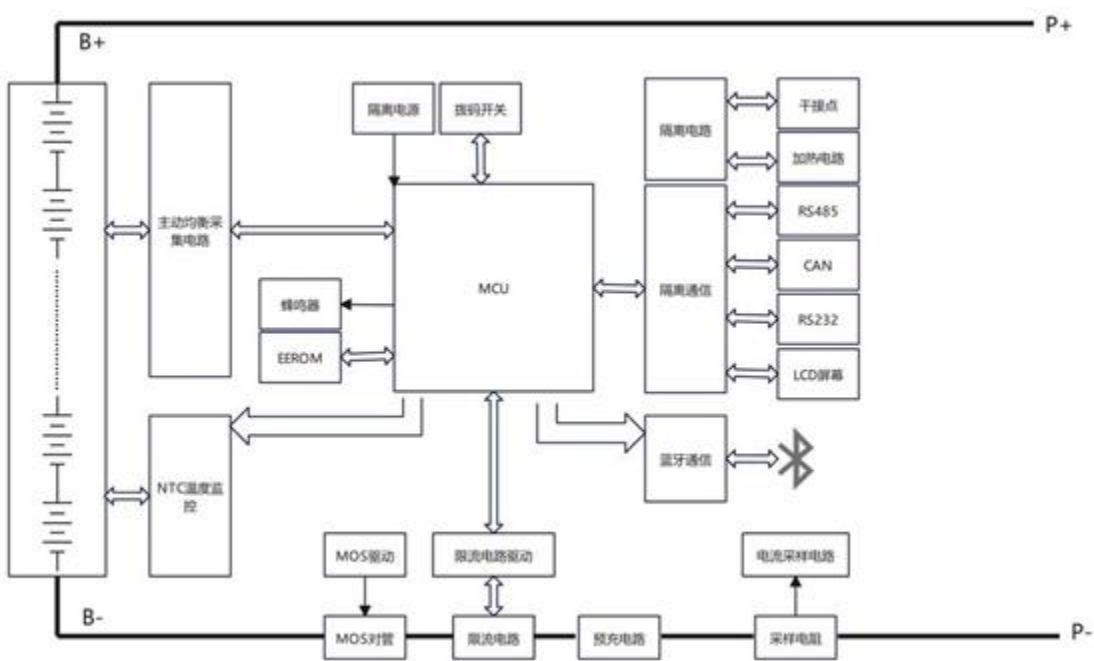 B+
P+
隔离电源
拨码开关
隔离电路
干接点
加热电路
主动均衡采
集电路
RS485
MCU
隔离通信
CAN
蜂鸣器
RS232
EEROM
LCD屏幕
NTC温度监
控
蓝牙通信
MOS驱动
限流电路驱动
电流采样电路
B-
MOS对管
限流电路
预充电路
采样电阻
P-